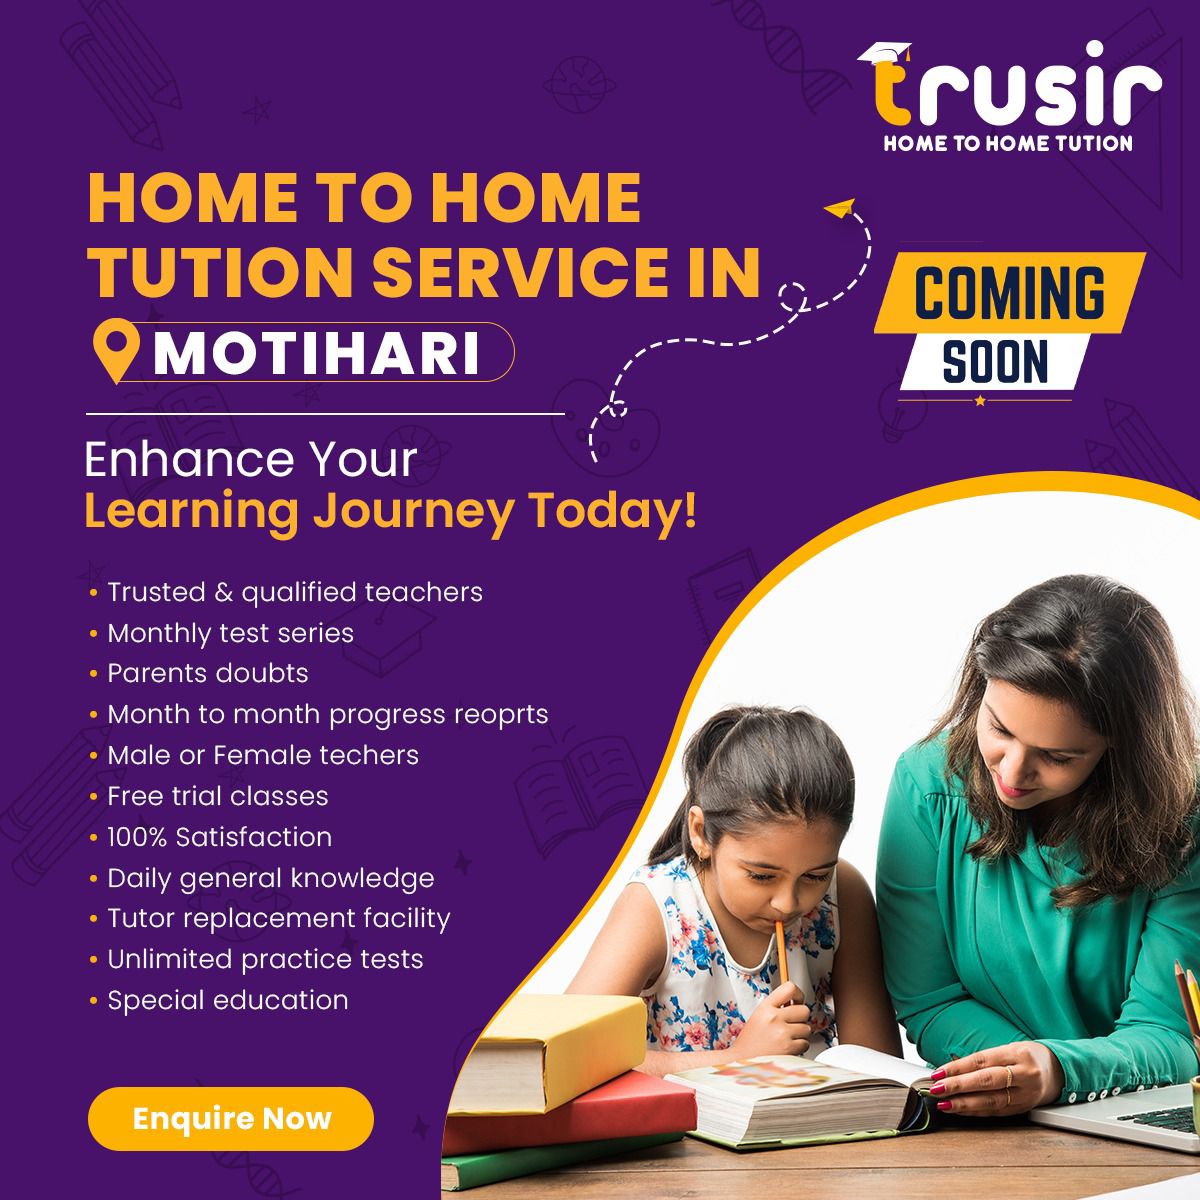 trusir
HOME TO HOME TUTION
HOME TO HOME
TUTION SERVICE IN
MOTIHARI
COMING
SOON
Enhance Your
Learning Journey Today!
• Trusted & qualified teachers
• Monthly test series
• Parents doubts
• Month to month progress reoprts
• Male or Female techers
• Free trial classes
• 100% Satisfaction
• Daily general knowledge
• Tutor replacement facility
• Unlimited practice tests
• Special education
Enquire Now